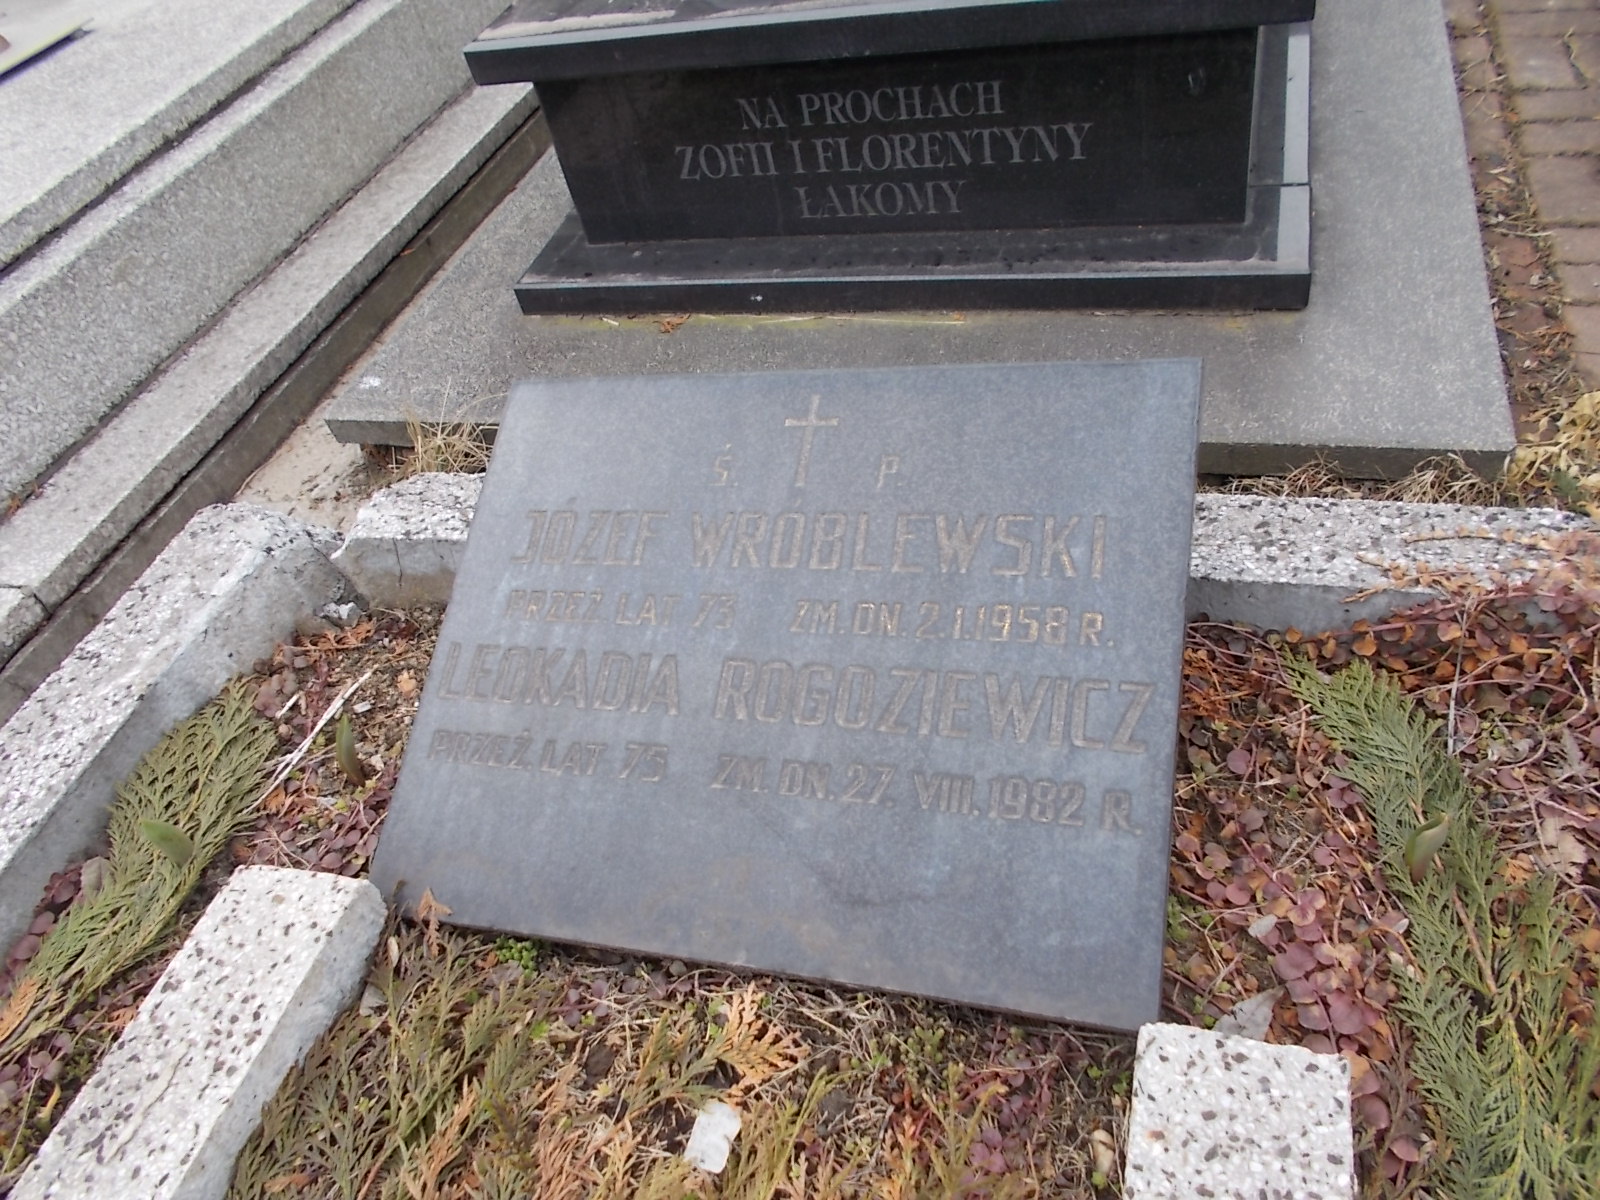 NA PROCHACH
ZOFII I FLORENTYNY
ŁAKOMY
Ś. P.
JÓZEF WRÓBLEWSKI
PRZEŻ. LAT 73 ZM. DN. 2.I.1958 R.
LEOKADIA ROGOZIEWICZ
PRZEŻ. LAT 75 ZM. DN. 27. VIII. 1982 R.